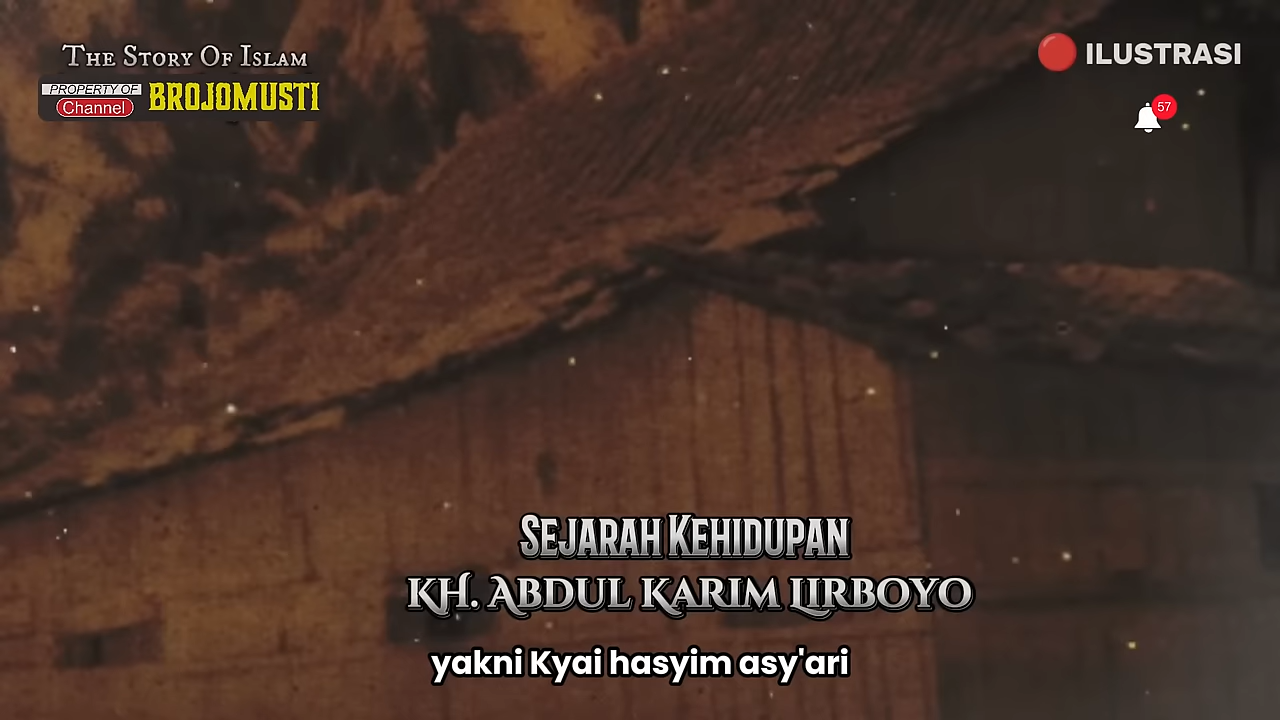 The Story Of Islam
PROPERTY OF
Channel
BROJOMUSTI
ILUSTRASI
57
Sejarah Kehidupan
KH. Abdul Karim Lirboyo
yakni Kyai hasyim asy'ari